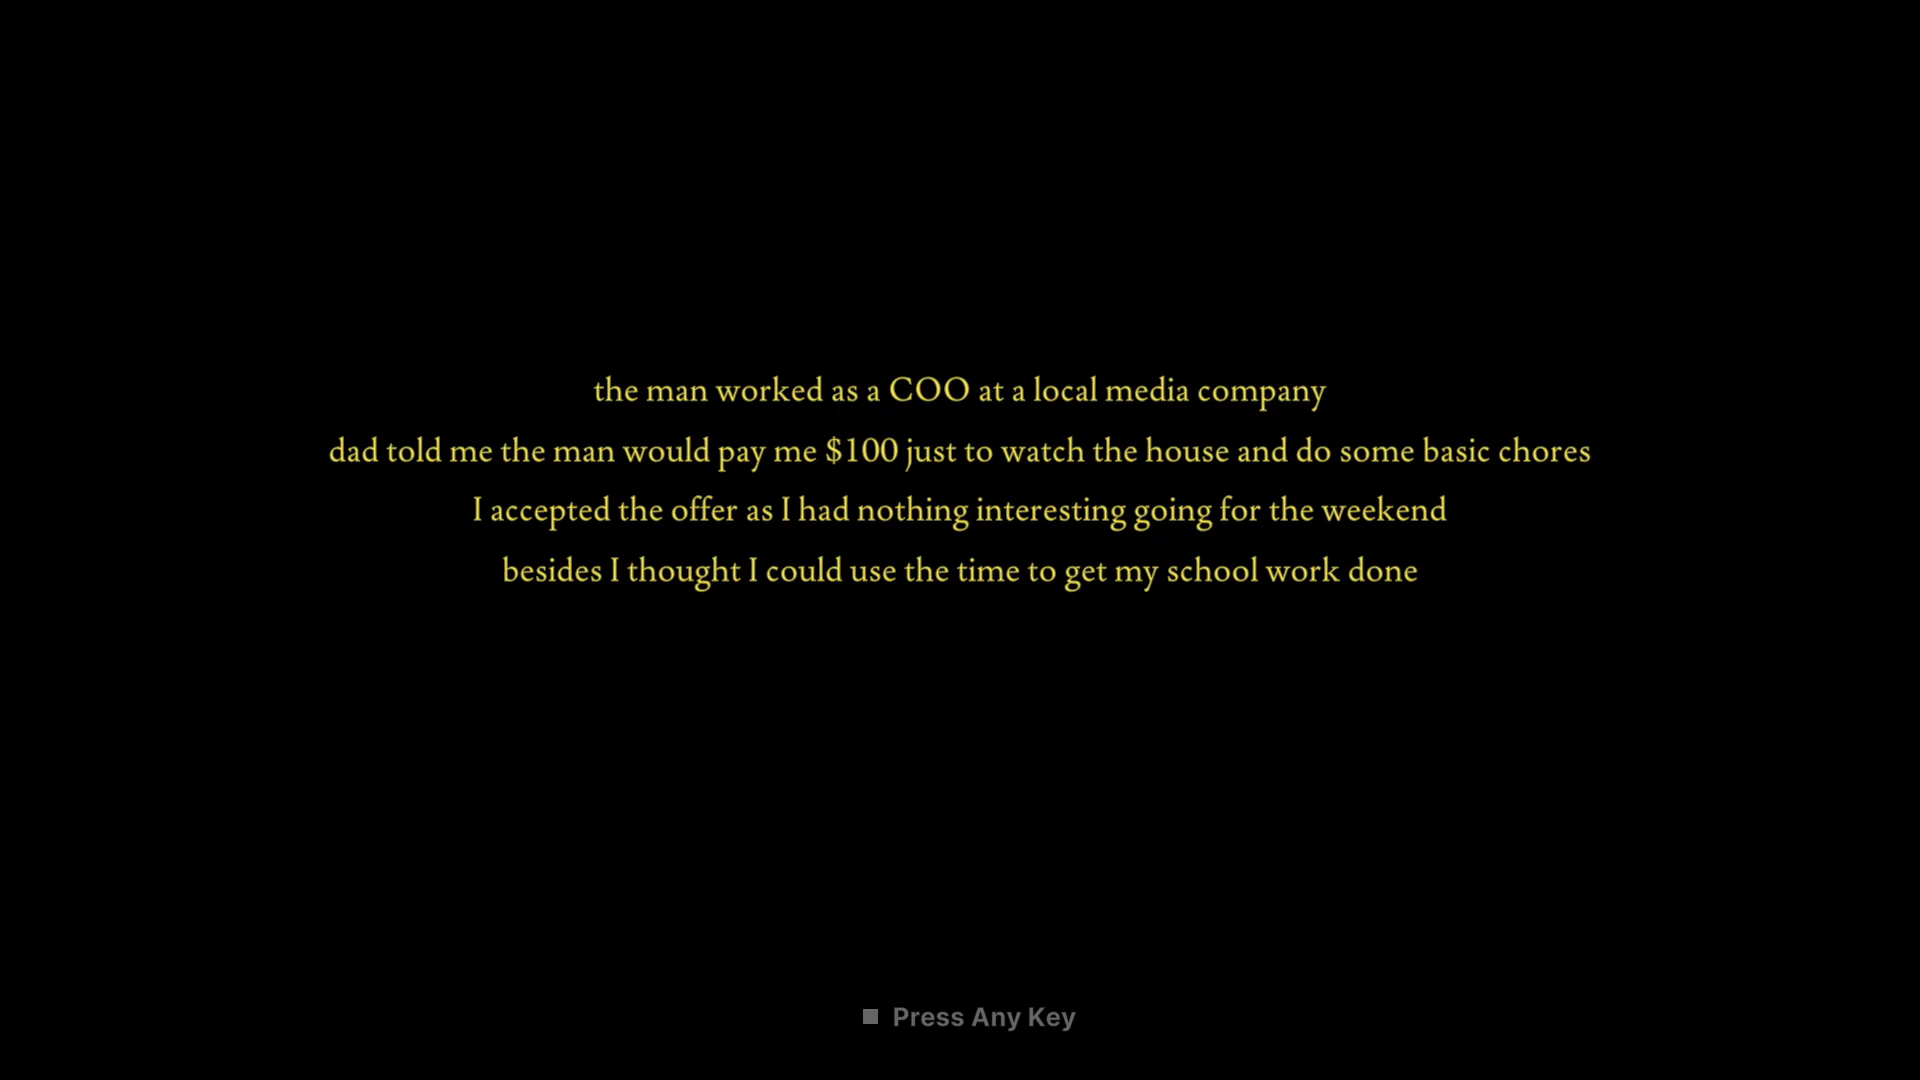 the man worked as a COO at a local media company
dad told me the man would pay me $100 just to watch the house and do some basic chores
I accepted the offer as I had nothing interesting going for the weekend
besides I thought I could use the time to get my school work done
Press Any Key